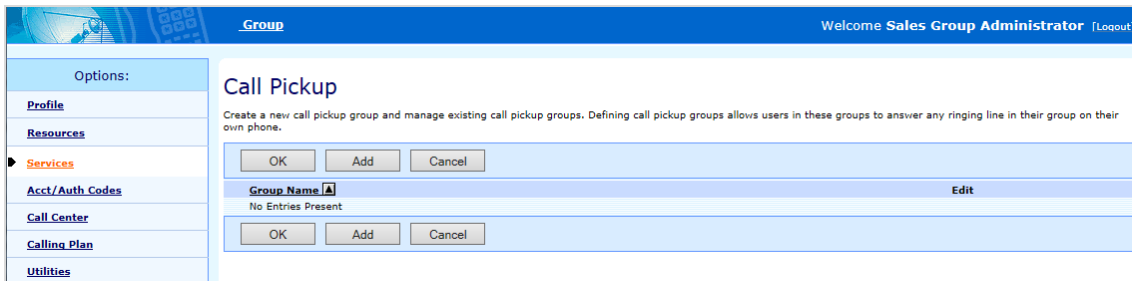 Group
Welcome Sales Group Administrator [Logout
Options:
Profile
Resources
Services
Acct/Auth Codes
Call Center
Calling Plan
Utilities
Call Pickup
Create a new call pickup group and manage existing call pickup groups. Defining call pickup groups allows users in these groups to answer any ringing line in their group on their
own phone.
OK Add Cancel
Group Name Edit
No Entries Present
OK Add Cancel